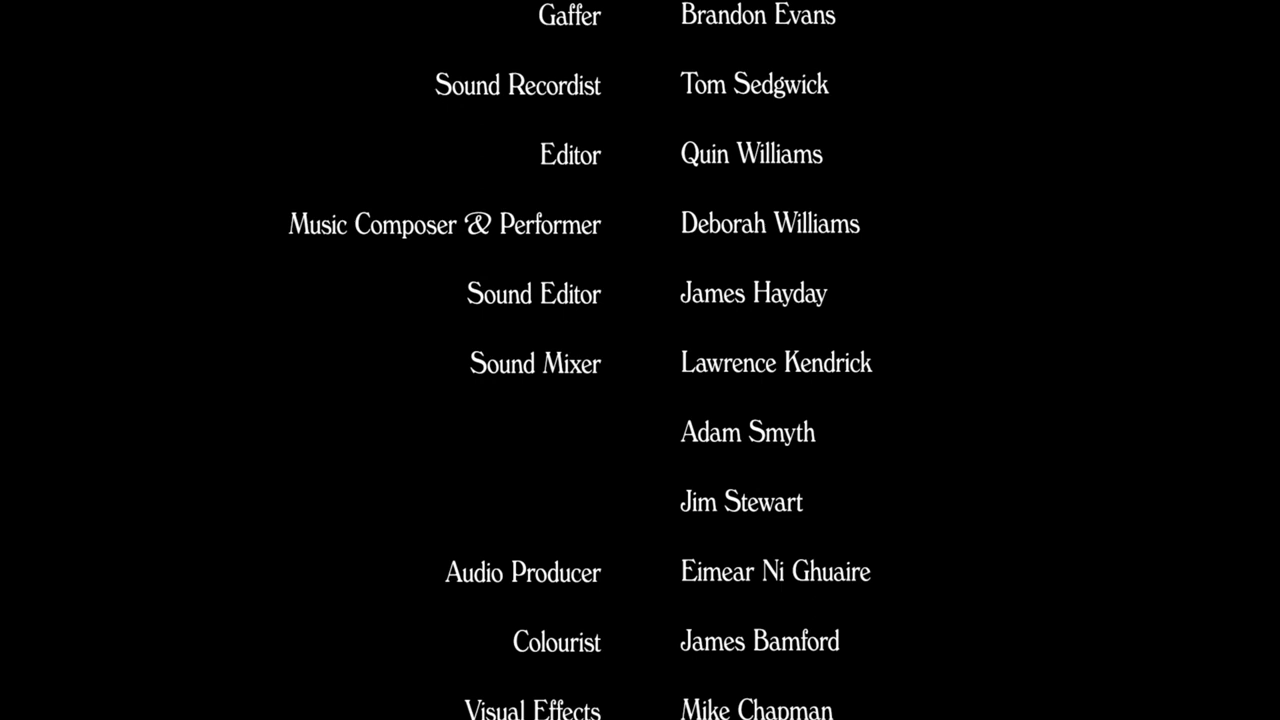 Gaffer Brandon Evans
Sound Recordist Tom Sedgwick
Editor Quin Williams
Music Composer & Performer Deborah Williams
Sound Editor James Hayday
Sound Mixer Lawrence Kendrick
Adam Smyth
Jim Stewart
Audio Producer Eimear Ni Ghuaire
Colourist James Bamford
Visual Effects Mike Chapman